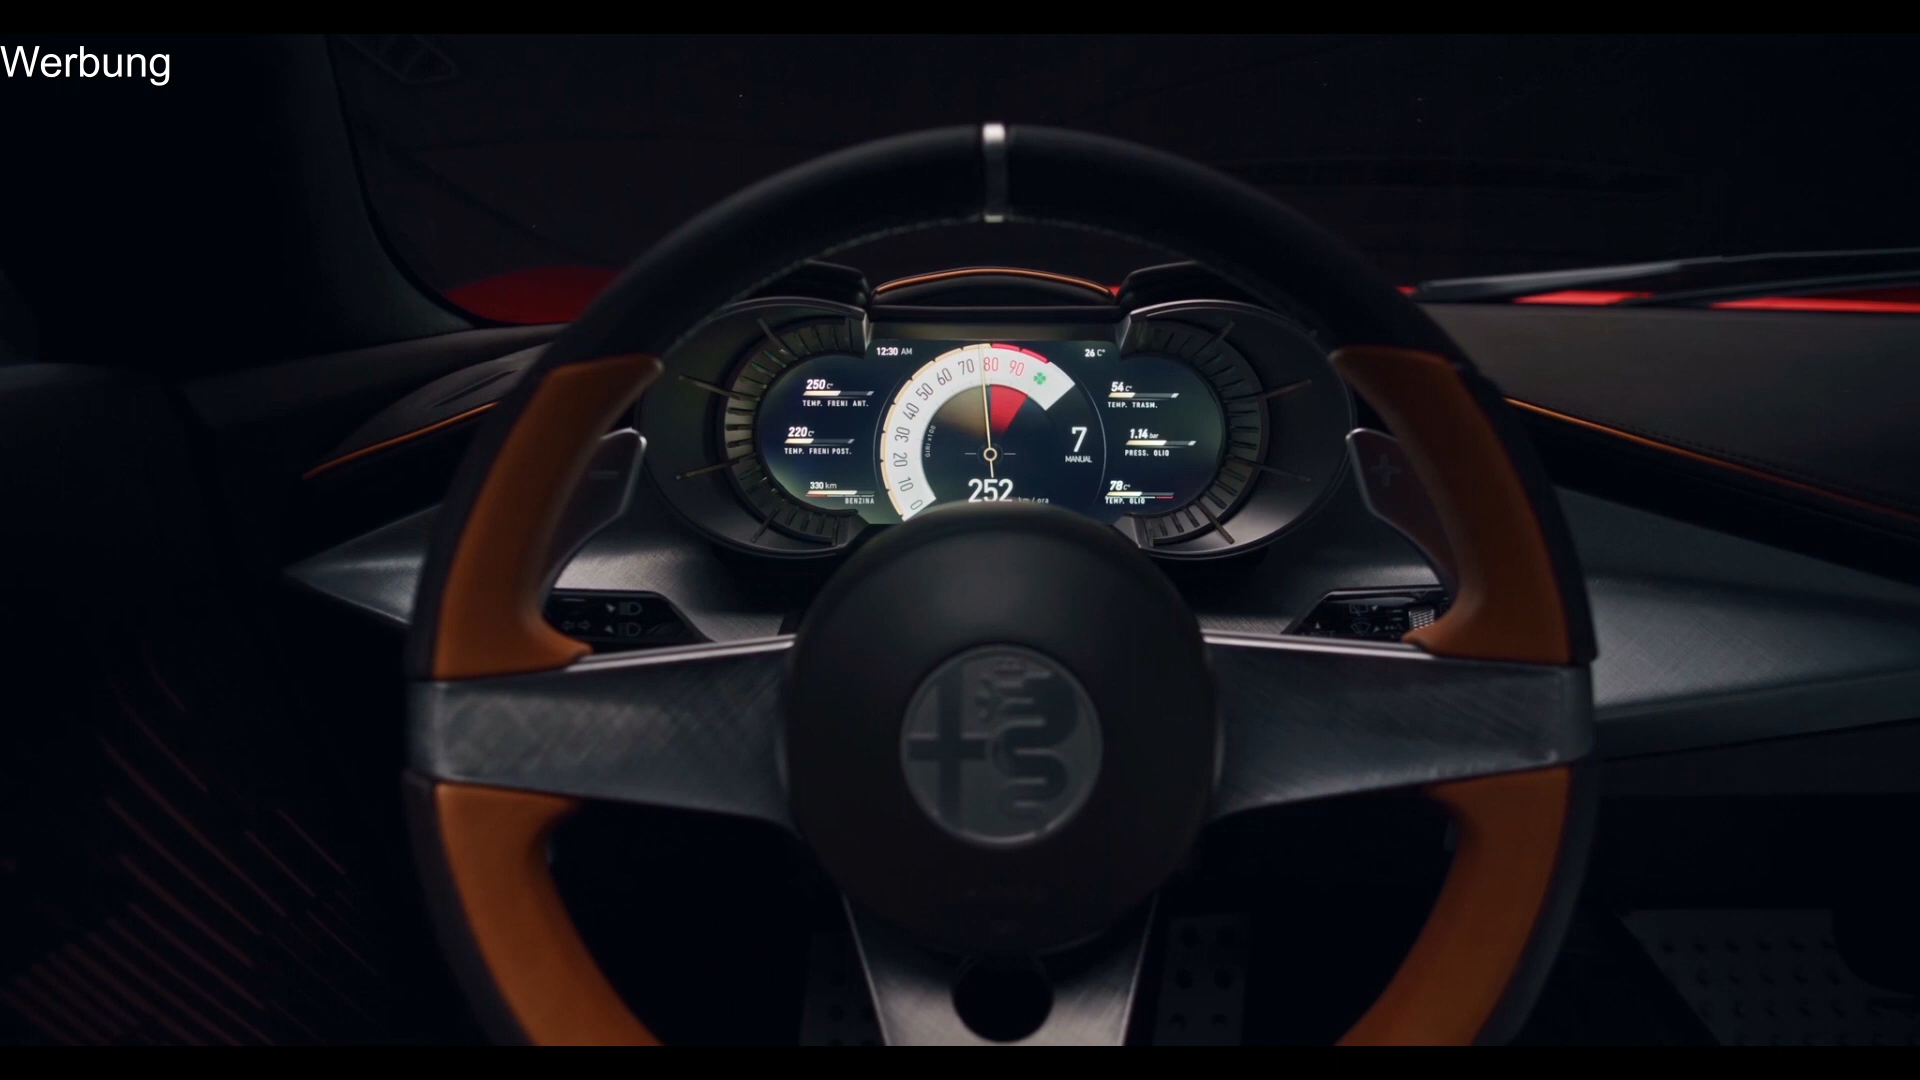 Werbung
12:30 AM
26 C°
250 C°
TEMP. FRENI ANT.
220 C°
TEMP. FRENI POST.
330 km
BENZINA
0 10 20 30 40 50 60 70 80 90
GIRI X100
7
MANUAL
252 km / ora
54 C°
TEMP. TRASM.
1.14 bar
PRESS. OLIO
78 C°
TEMP. OLIO